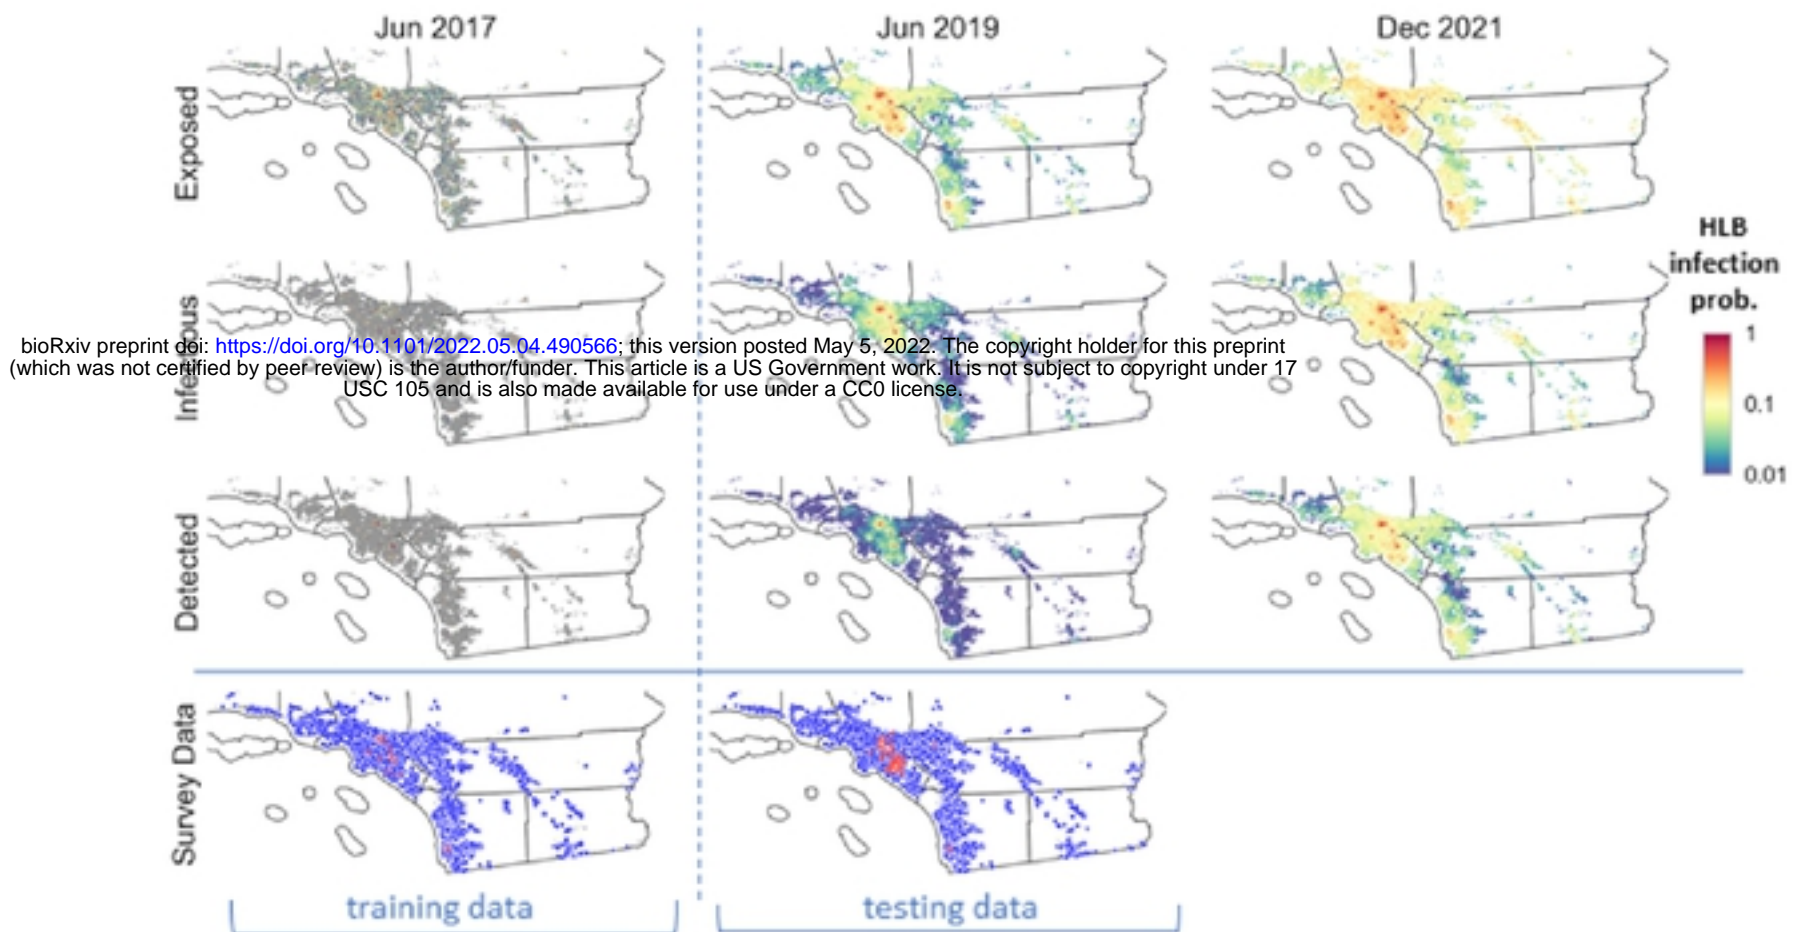 Jun 2017
Jun 2019
Dec 2021
Exposed
HLB
infection
prob.
1
0.1
0.01
Infectious
bioRxiv preprint doi: https://doi.org/10.1101/2022.05.04.490566; this version posted May 5, 2022. The copyright holder for this preprint
(which was not certified by peer review) is the author/funder. This article is a US Government work. It is not subject to copyright under 17
USC 105 and is also made available for use under a CC0 license.
Detected
Survey Data
training data
testing data